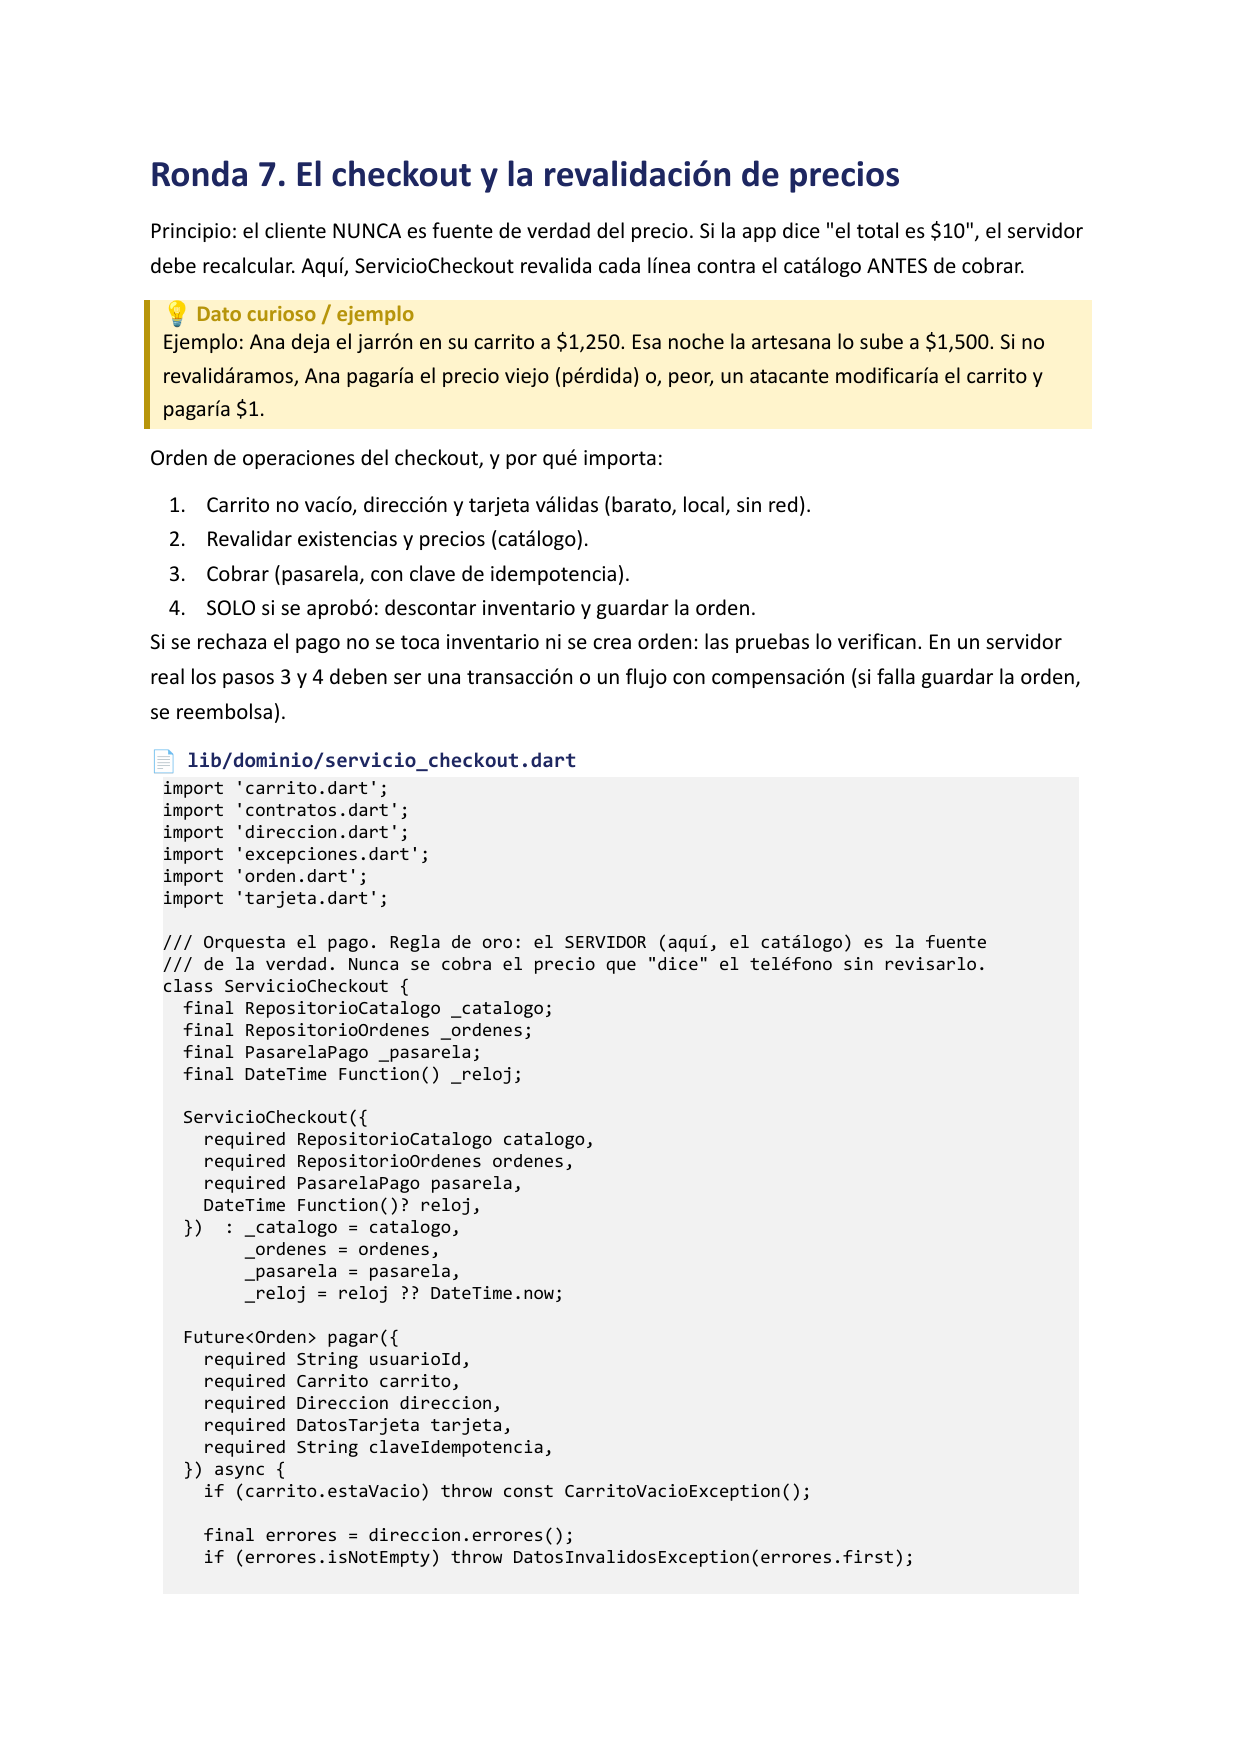 Ronda 7. El checkout y la revalidación de precios
Principio: el cliente NUNCA es fuente de verdad del precio. Si la app dice "el total es $10", el servidor
debe recalcular. Aquí, ServicioCheckout revalida cada línea contra el catálogo ANTES de cobrar.
💡 Dato curioso / ejemplo
Ejemplo: Ana deja el jarrón en su carrito a $1,250. Esa noche la artesana lo sube a $1,500. Si no
revalidáramos, Ana pagaría el precio viejo (pérdida) o, peor, un atacante modificaría el carrito y
pagaría $1.
Orden de operaciones del checkout, y por qué importa:
1. Carrito no vacío, dirección y tarjeta válidas (barato, local, sin red).
2. Revalidar existencias y precios (catálogo).
3. Cobrar (pasarela, con clave de idempotencia).
4. SOLO si se aprobó: descontar inventario y guardar la orden.
Si se rechaza el pago no se toca inventario ni se crea orden: las pruebas lo verifican. En un servidor
real los pasos 3 y 4 deben ser una transacción o un flujo con compensación (si falla guardar la orden,
se reembolsa).
📄 lib/dominio/servicio_checkout.dart
import 'carrito.dart';
import 'contratos.dart';
import 'direccion.dart';
import 'excepciones.dart';
import 'orden.dart';
import 'tarjeta.dart';

/// Orquesta el pago. Regla de oro: el SERVIDOR (aquí, el catálogo) es la fuente
/// de la verdad. Nunca se cobra el precio que "dice" el teléfono sin revisarlo.
class ServicioCheckout {
  final RepositorioCatalogo _catalogo;
  final RepositorioOrdenes _ordenes;
  final PasarelaPago _pasarela;
  final DateTime Function() _reloj;

  ServicioCheckout({
    required RepositorioCatalogo catalogo,
    required RepositorioOrdenes ordenes,
    required PasarelaPago pasarela,
    DateTime Function()? reloj,
  })  : _catalogo = catalogo,
        _ordenes = ordenes,
        _pasarela = pasarela,
        _reloj = reloj ?? DateTime.now;

  Future<Orden> pagar({
    required String usuarioId,
    required Carrito carrito,
    required Direccion direccion,
    required DatosTarjeta tarjeta,
    required String claveIdempotencia,
  }) async {
    if (carrito.estaVacio) throw const CarritoVacioException();

    final errores = direccion.errores();
    if (errores.isNotEmpty) throw DatosInvalidosException(errores.first);